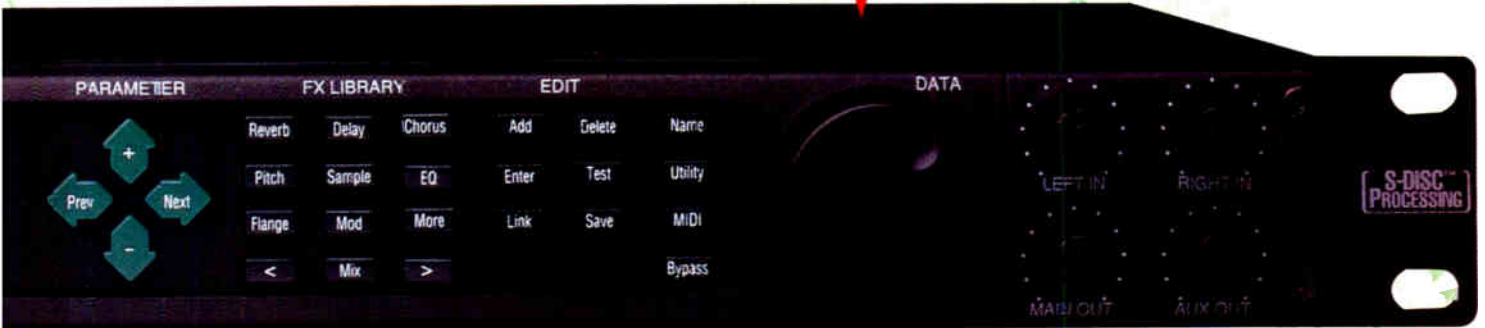 PARAMETER FX LIBRARY EDIT DATA
Reverb Delay Chorus Add Delete Name
+
Pitch Sample EQ Enter Test Utility
LEFT IN RIGHT IN
S-DISC™
PROCESSING
Prev Next
Flange Mod More Link Save MIDI
-
< Mix > Bypass
MAIN OUT AUX OUT